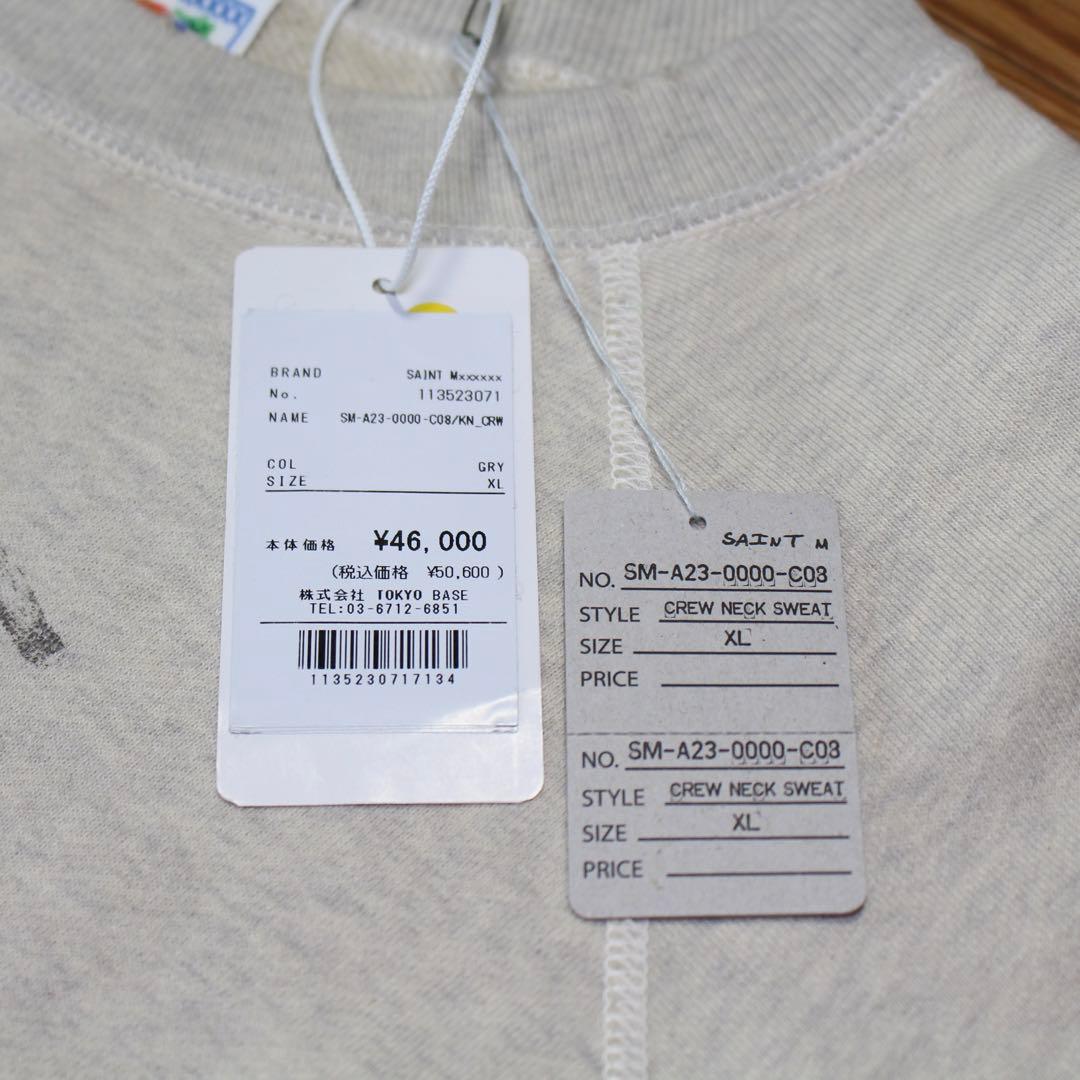 BRAND SAINT Mxxxxxx
No. 113523071
NAME SM-A23-0000-C08/KN_CRW
COL GRY
SIZE XL
本体価格 ¥46,000
(税込価格 ¥50,600 )
株式会社 TOKYO BASE
TEL:03-6712-6851
1135230717134
SAINT M
NO. SM-A23-0000-C08
STYLE CREW NECK SWEAT
SIZE XL
PRICE
NO. SM-A23-0000-C08
STYLE CREW NECK SWEAT
SIZE XL
PRICE